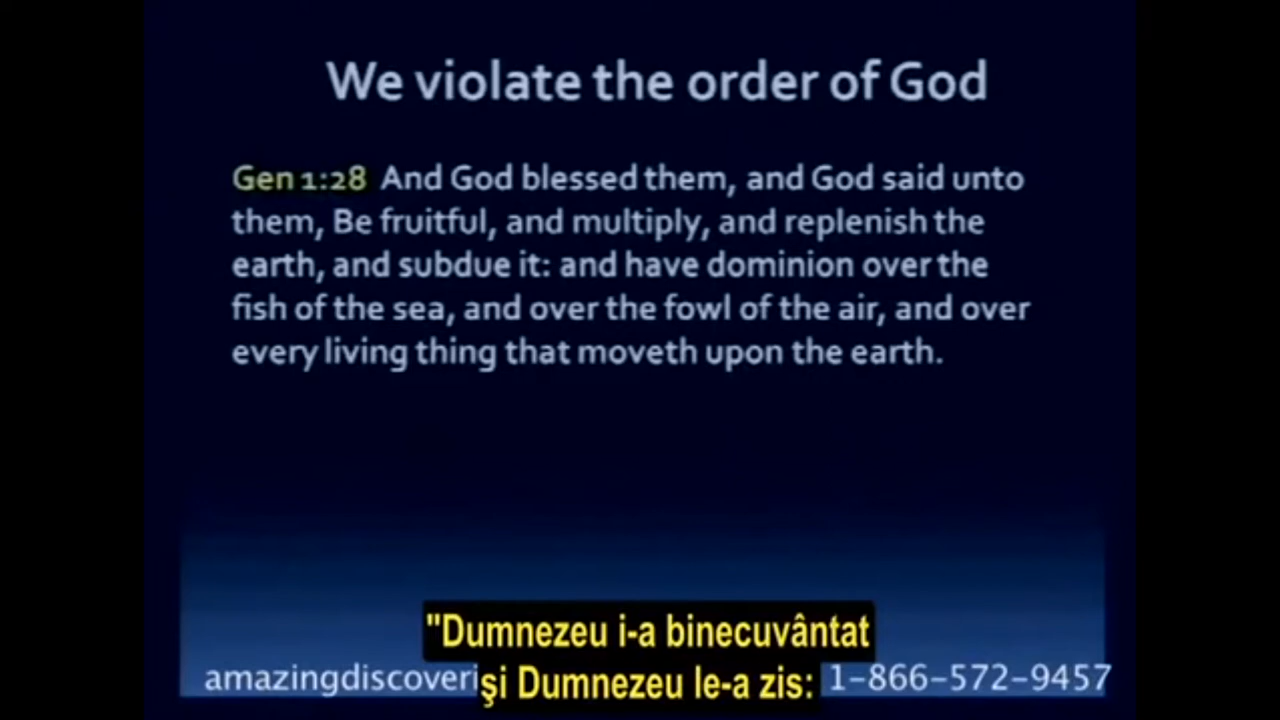 We violate the order of God
Gen 1:28 And God blessed them, and God said unto
them, Be fruitful, and multiply, and replenish the
earth, and subdue it: and have dominion over the
fish of the sea, and over the fowl of the air, and over
every living thing that moveth upon the earth.
"Dumnezeu i-a binecuvântat
şi Dumnezeu le-a zis:
amazingdiscoveri
1-866-572-9457